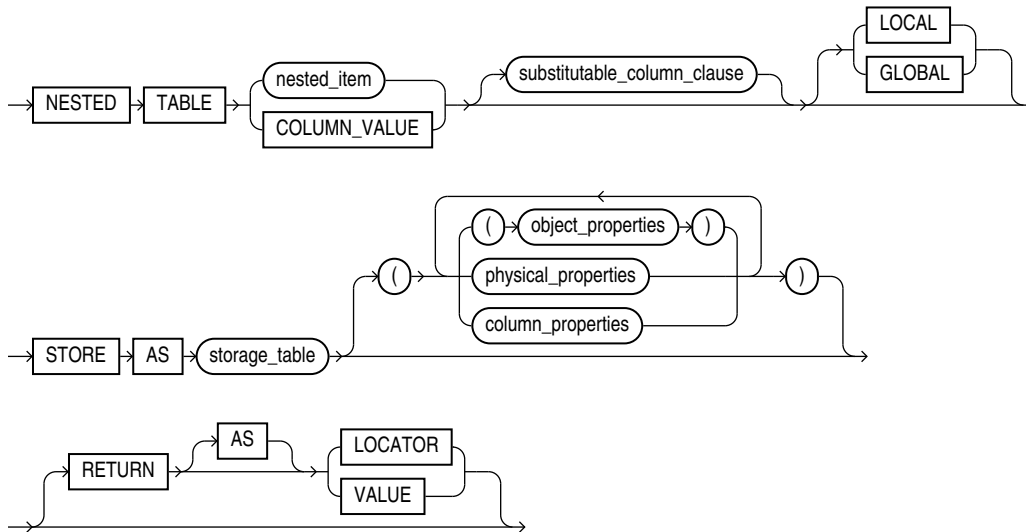 LOCAL
nested_item substitutable_column_clause GLOBAL
NESTED TABLE COLUMN_VALUE
( object_properties )
( physical_properties )
column_properties
STORE AS storage_table
AS LOCATOR
RETURN VALUE